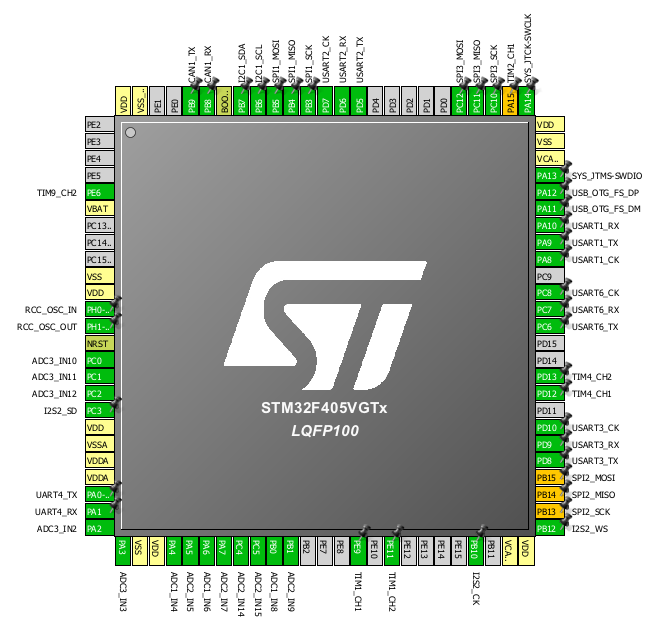 CAN1_TX
CAN1_RX
I2C1_SDA
I2C1_SCL
SPI1_MOSI
SPI1_MISO
SPI1_SCK
USART2_CK
USART2_RX
USART2_TX
SPI3_MOSI
SPI3_MISO
SPI3_SCK
TIM2_CH1
SYS_JTCK-SWCLK
VDD
VSS...
PE1
PE0
PB9
PB8
BOO...
PB7
PB6
PB5
PB4
PB3
PD7
PD6
PD5
PD4
PD3
PD2
PD1
PD0
PC12
PC11
PC10
PA15
PA14
PE2
PE3
PE4
PE5
TIM9_CH2 PE6
VBAT
PC13..
PC14..
PC15..
VSS
VDD
RCC_OSC_IN PH0-..
RCC_OSC_OUT PH1-..
NRST
ADC3_IN10 PC0
ADC3_IN11 PC1
ADC3_IN12 PC2
I2S2_SD PC3
VDD
VSSA
VDDA
VDDA
UART4_TX PA0-..
UART4_RX PA1
ADC3_IN2 PA2
STM32F405VGTx
LQFP100
VDD
VSS
VCA..
PA13 SYS_JTMS-SWDIO
PA12 USB_OTG_FS_DP
PA11 USB_OTG_FS_DM
PA10 USART1_RX
PA9 USART1_TX
PA8 USART1_CK
PC9
PC8 USART6_CK
PC7 USART6_RX
PC6 USART6_TX
PD15
PD14
PD13 TIM4_CH2
PD12 TIM4_CH1
PD11
PD10 USART3_CK
PD9 USART3_RX
PD8 USART3_TX
PB15 SPI2_MOSI
PB14 SPI2_MISO
PB13 SPI2_SCK
PB12 I2S2_WS
PA3
VSS
VDD
PA4
PA5
PA6
PA7
PC4
PC5
PB0
PB1
PB2
PE7
PE8
PE9
PE10
PE11
PE12
PE13
PE14
PE15
PB10
PB11
VCA..
VDD
ADC3_IN3
ADC1_IN4
ADC2_IN5
ADC1_IN6
ADC2_IN7
ADC2_IN14
ADC2_IN15
ADC1_IN8
ADC2_IN9
TIM1_CH1
TIM1_CH2
I2S2_CK